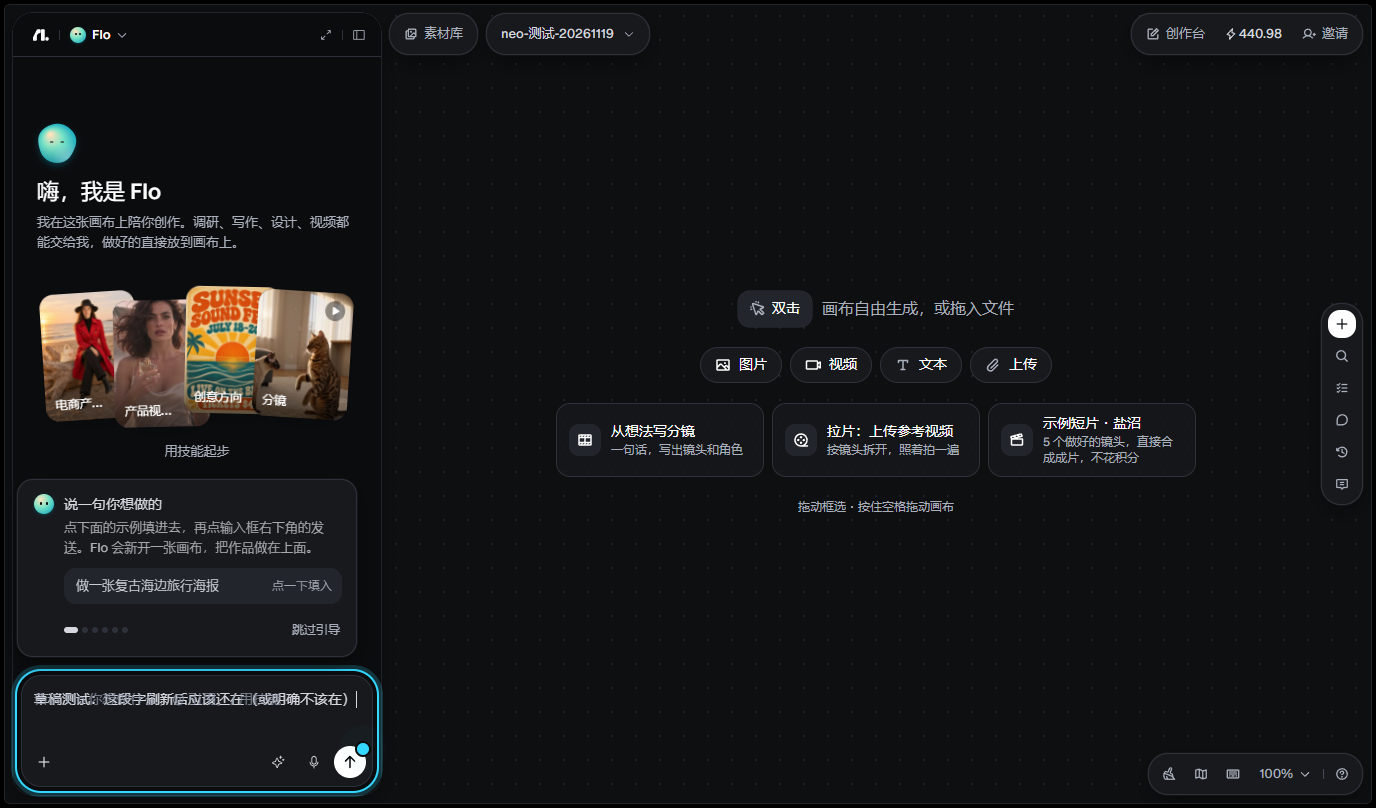 Flo
素材库
neo-测试-20261119
创作台
440.98
邀请
嗨，我是 Flo
我在这张画布上陪你创作。调研、写作、设计、视频都
能交给我，做好的直接放到画布上。
电商产...
产品视...
SUNSE
SOUND FE
JULY 18-2
LIVE ON THE B
创意方向
分镜
用技能起步
说一句你想做的
点下面的示例填进去，再点输入框右下角的发
送。Flo 会新开一张画布，把作品做在上面。
做一张复古海边旅行海报
点一下填入
跳过引导
草稿测试：这段字刷新后应该还在（或明确不该在）
双击
画布自由生成，或拖入文件
图片
视频
文本
上传
从想法写分镜
一句话，写出镜头和角色
拉片：上传参考视频
按镜头拆开，照着拍一遍
示例短片 · 盐沼
5 个做好的镜头，直接合
成成片，不花积分
拖动框选 · 按住空格拖动画布
100%